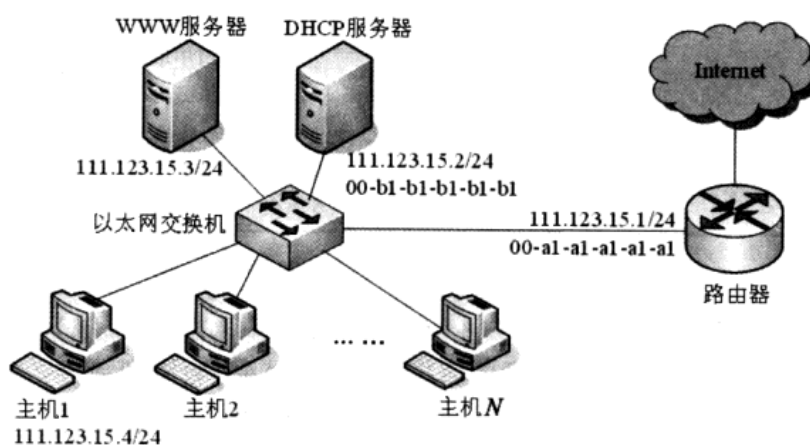 WWW服务器
DHCP服务器
Internet
111.123.15.3/24
111.123.15.2/24
00-b1-b1-b1-b1-b1
以太网交换机
111.123.15.1/24
00-a1-a1-a1-a1-a1
路由器
... ...
主机1
主机2
主机N
111.123.15.4/24